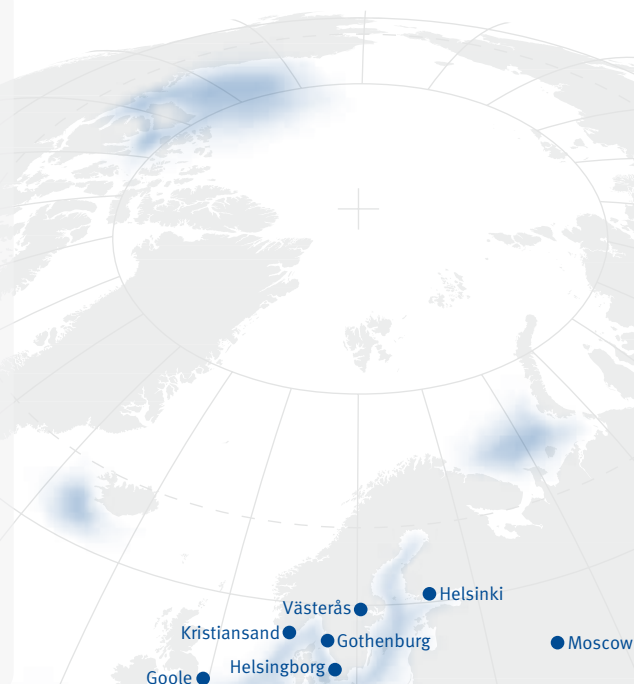 Helsinki
Västerås
Kristiansand
Gothenburg
Moscow
Helsingborg
Goole